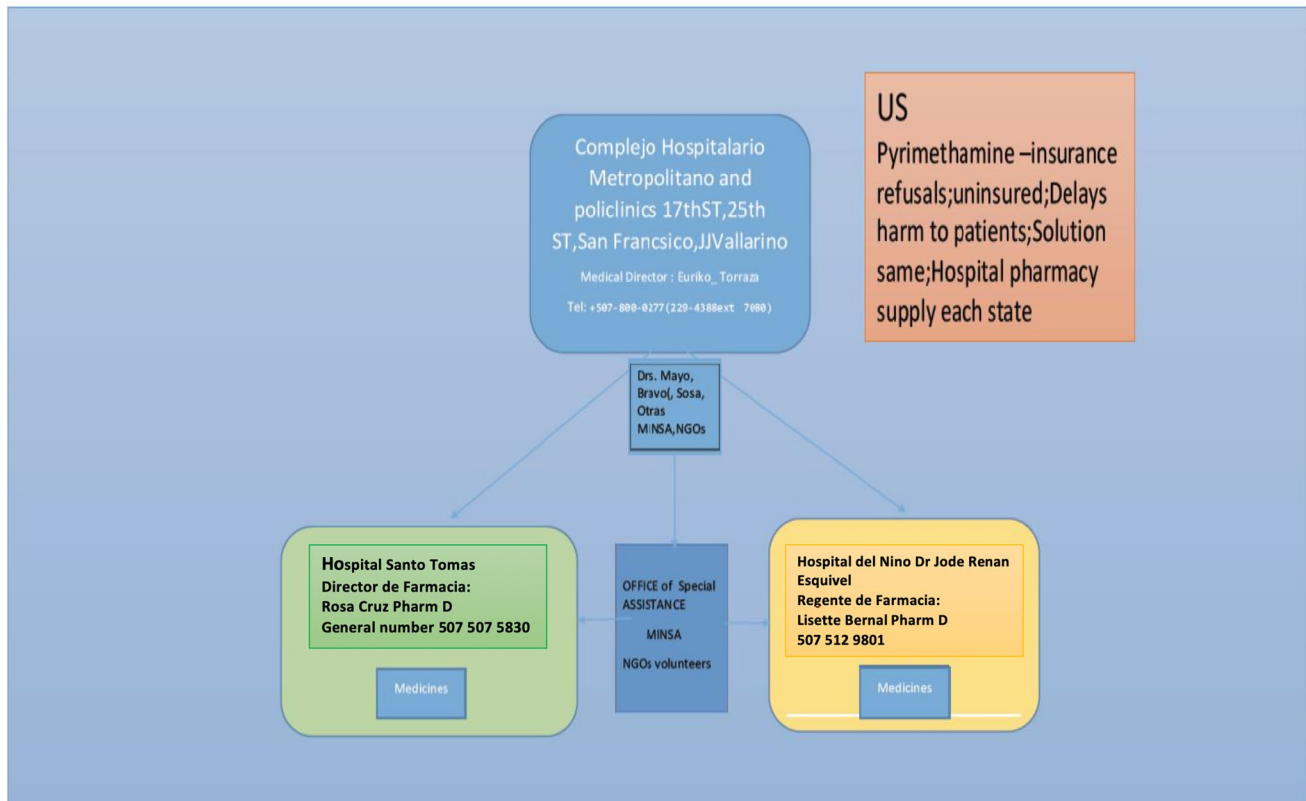 Complejo Hospitalario
Metropolitano and
policlinics 17thST,25th
ST,San Francsico,JJVallarino
Medical Director : Euriko_ Torraza
Tel: +507-800-0277(229-4388ext 7080)
US
Pyrimethamine –insurance
refusals;uninsured;Delays
harm to patients;Solution
same;Hospital pharmacy
supply each state
Drs. Mayo,
Bravo(, Sosa,
Otras
MINSA,NGOs
Hospital Santo Tomas
Director de Farmacia:
Rosa Cruz Pharm D
General number 507 507 5830
Medicines
OFFICE of Special
ASSISTANCE
MINSA
NGOs volunteers
Hospital del Nino Dr Jode Renan
Esquivel
Regente de Farmacia:
Lisette Bernal Pharm D
507 512 9801
Medicines